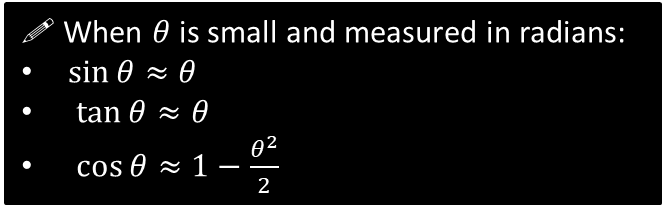 When θ is small and measured in radians:
• sin θ ≈ θ
• tan θ ≈ θ
• cos θ ≈ 1 − θ²/2